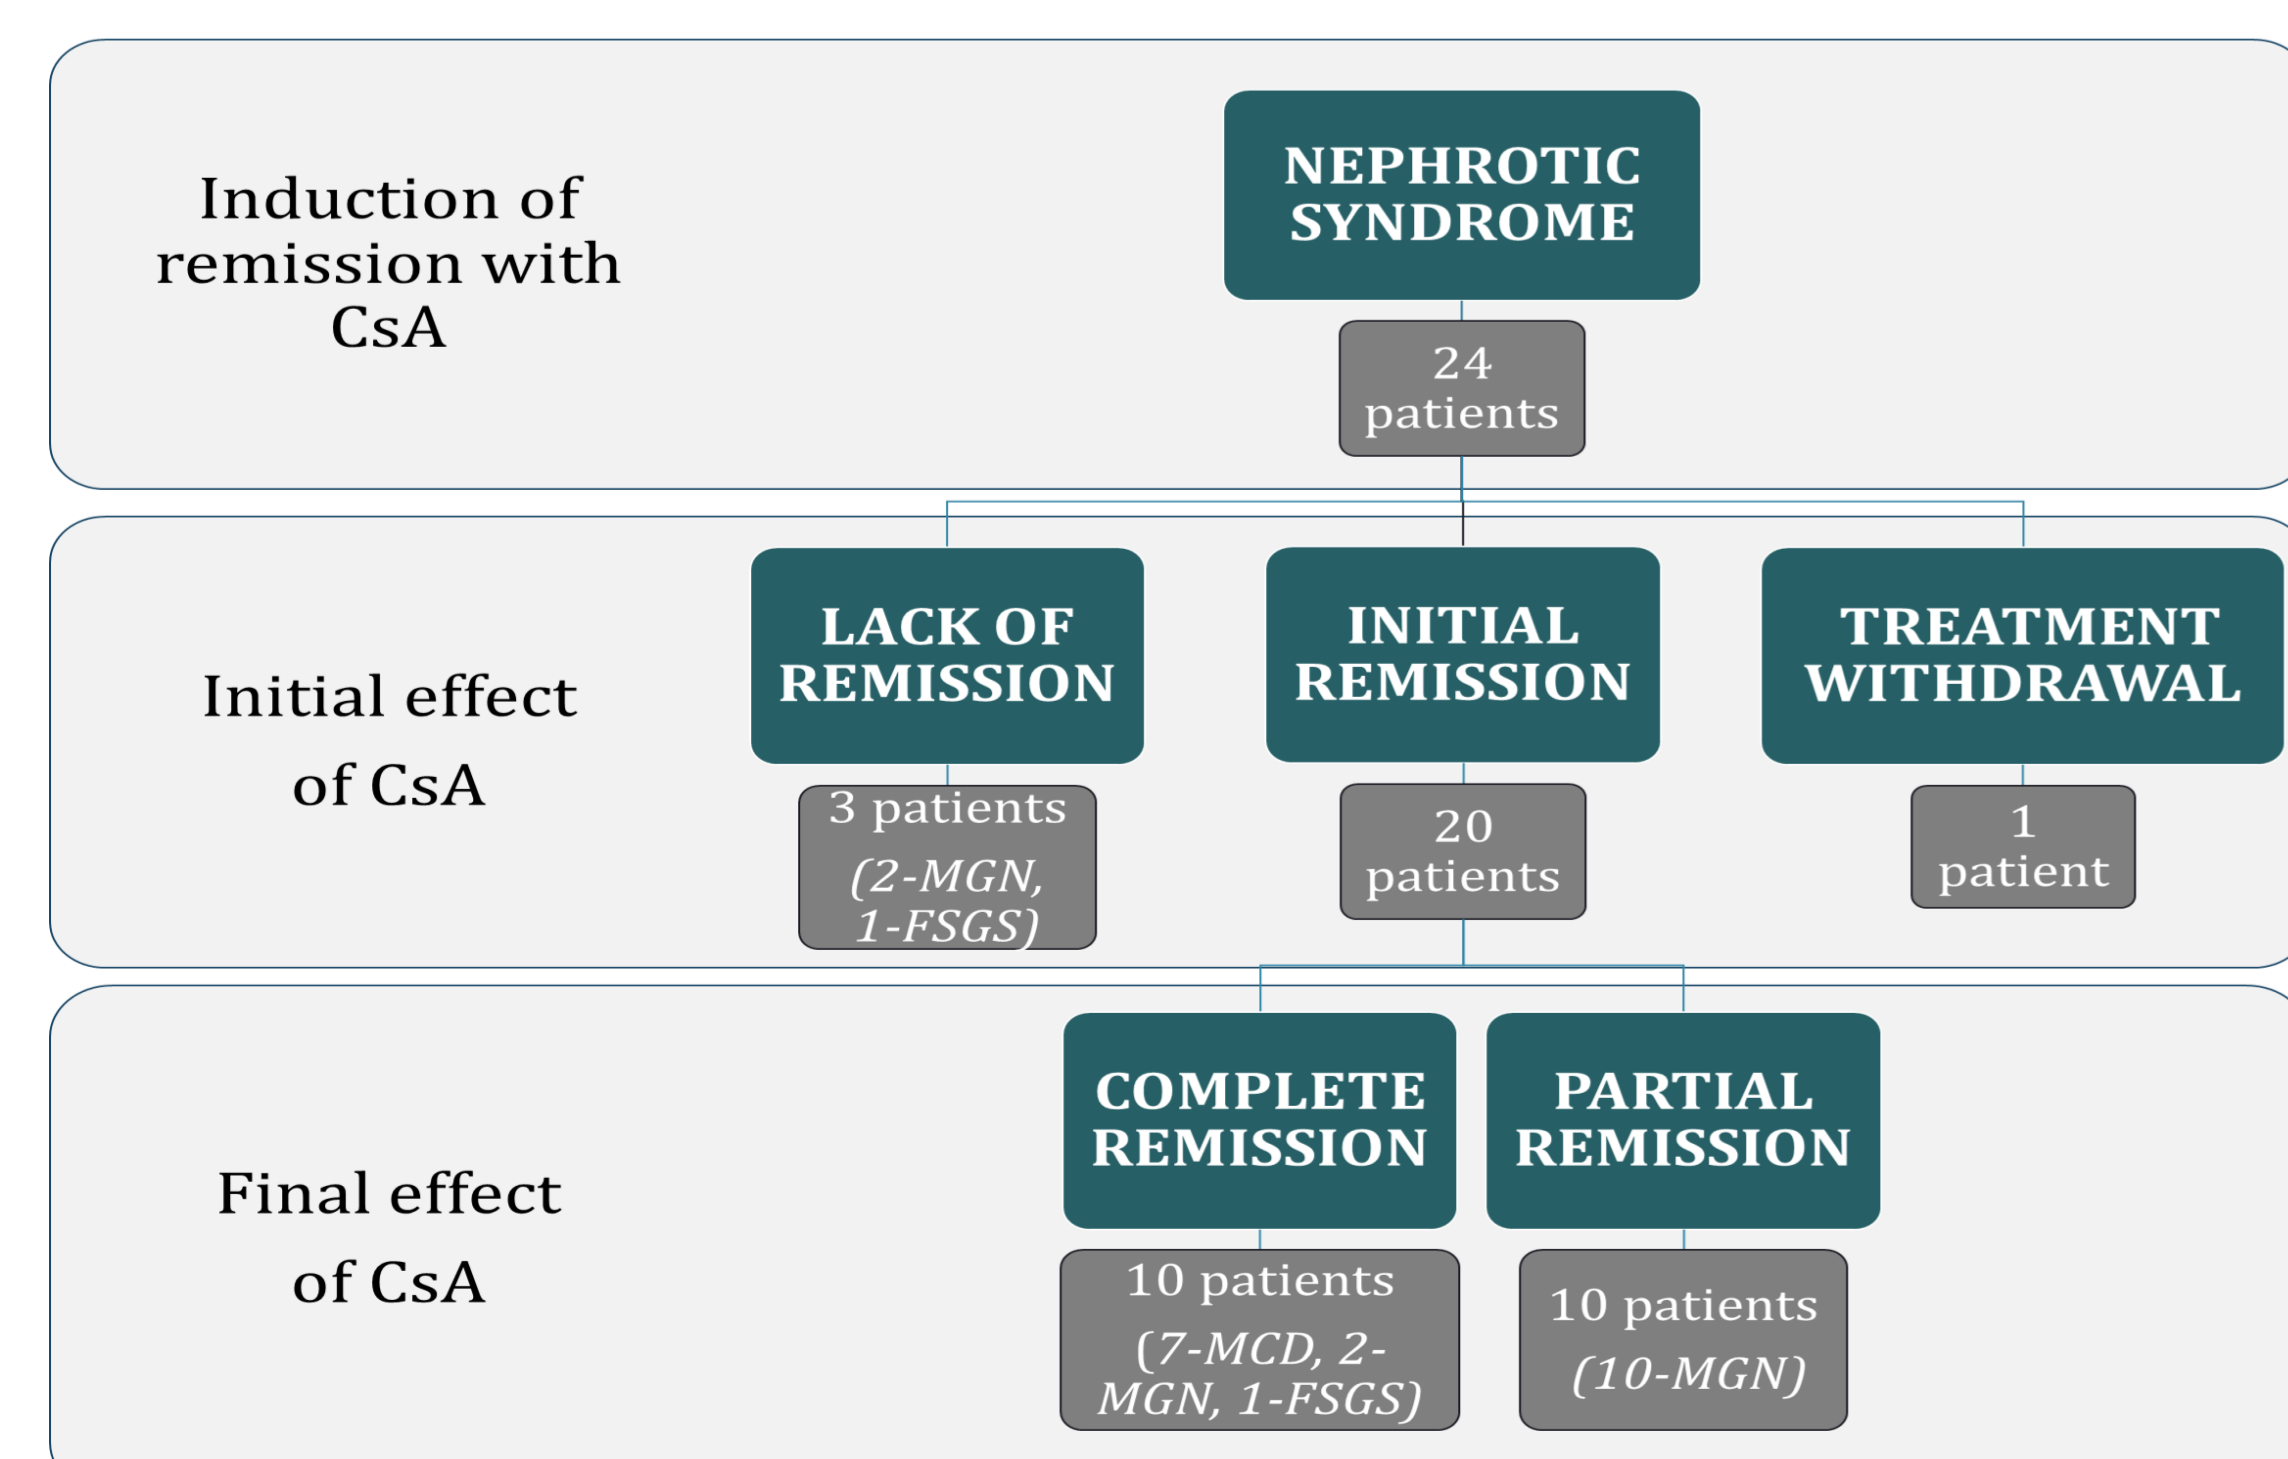 Induction of
remission with
CsA
NEPHROTIC
SYNDROME
24
patients
Initial effect
of CsA
LACK OF
REMISSION
3 patients
(2-MGN,
1-FSGS)
INITIAL
REMISSION
20
patients
TREATMENT
WITHDRAWAL
1
patient
Final effect
of CsA
COMPLETE
REMISSION
10 patients
(7-MCD, 2-
MGN, 1-FSGS)
PARTIAL
REMISSION
10 patients
(10-MGN)